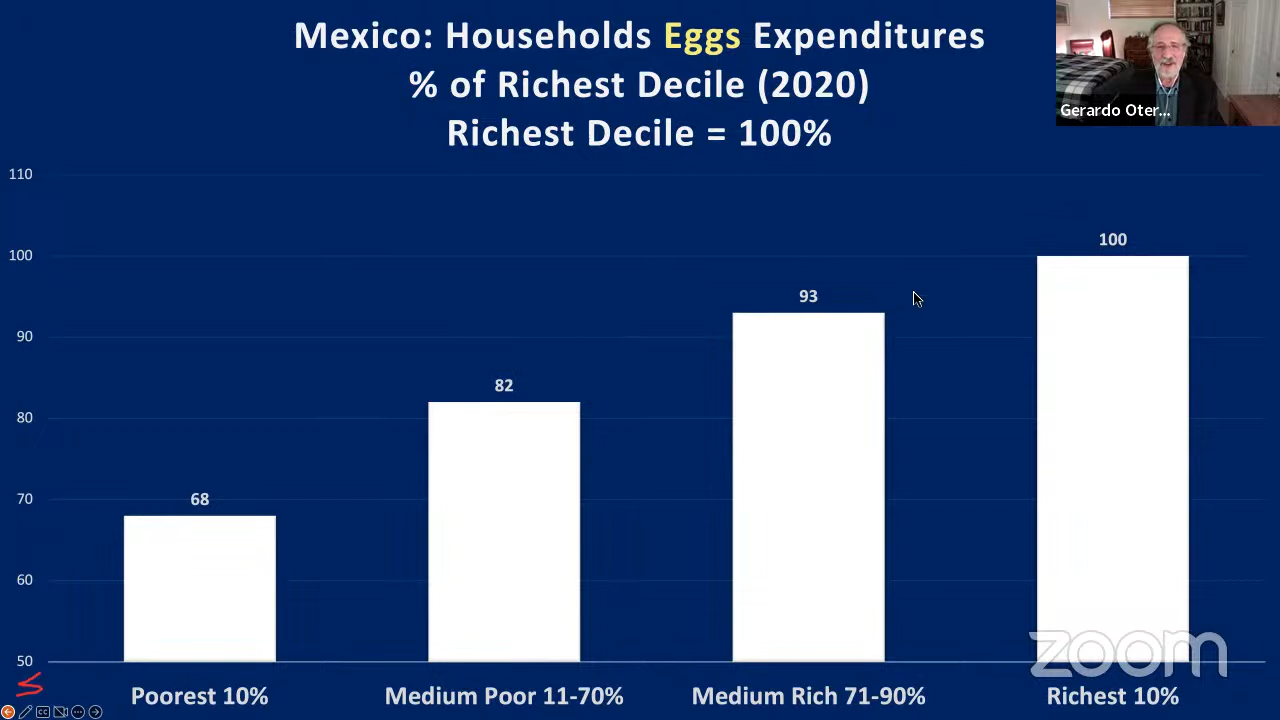 Mexico: Households Eggs Expenditures
% of Richest Decile (2020)
Richest Decile = 100%
Gerardo Oter...
110
100
90
80
70
60
50
68
82
93
100
Poorest 10%
Medium Poor 11-70%
Medium Rich 71-90%
Richest 10%
zoom
CC